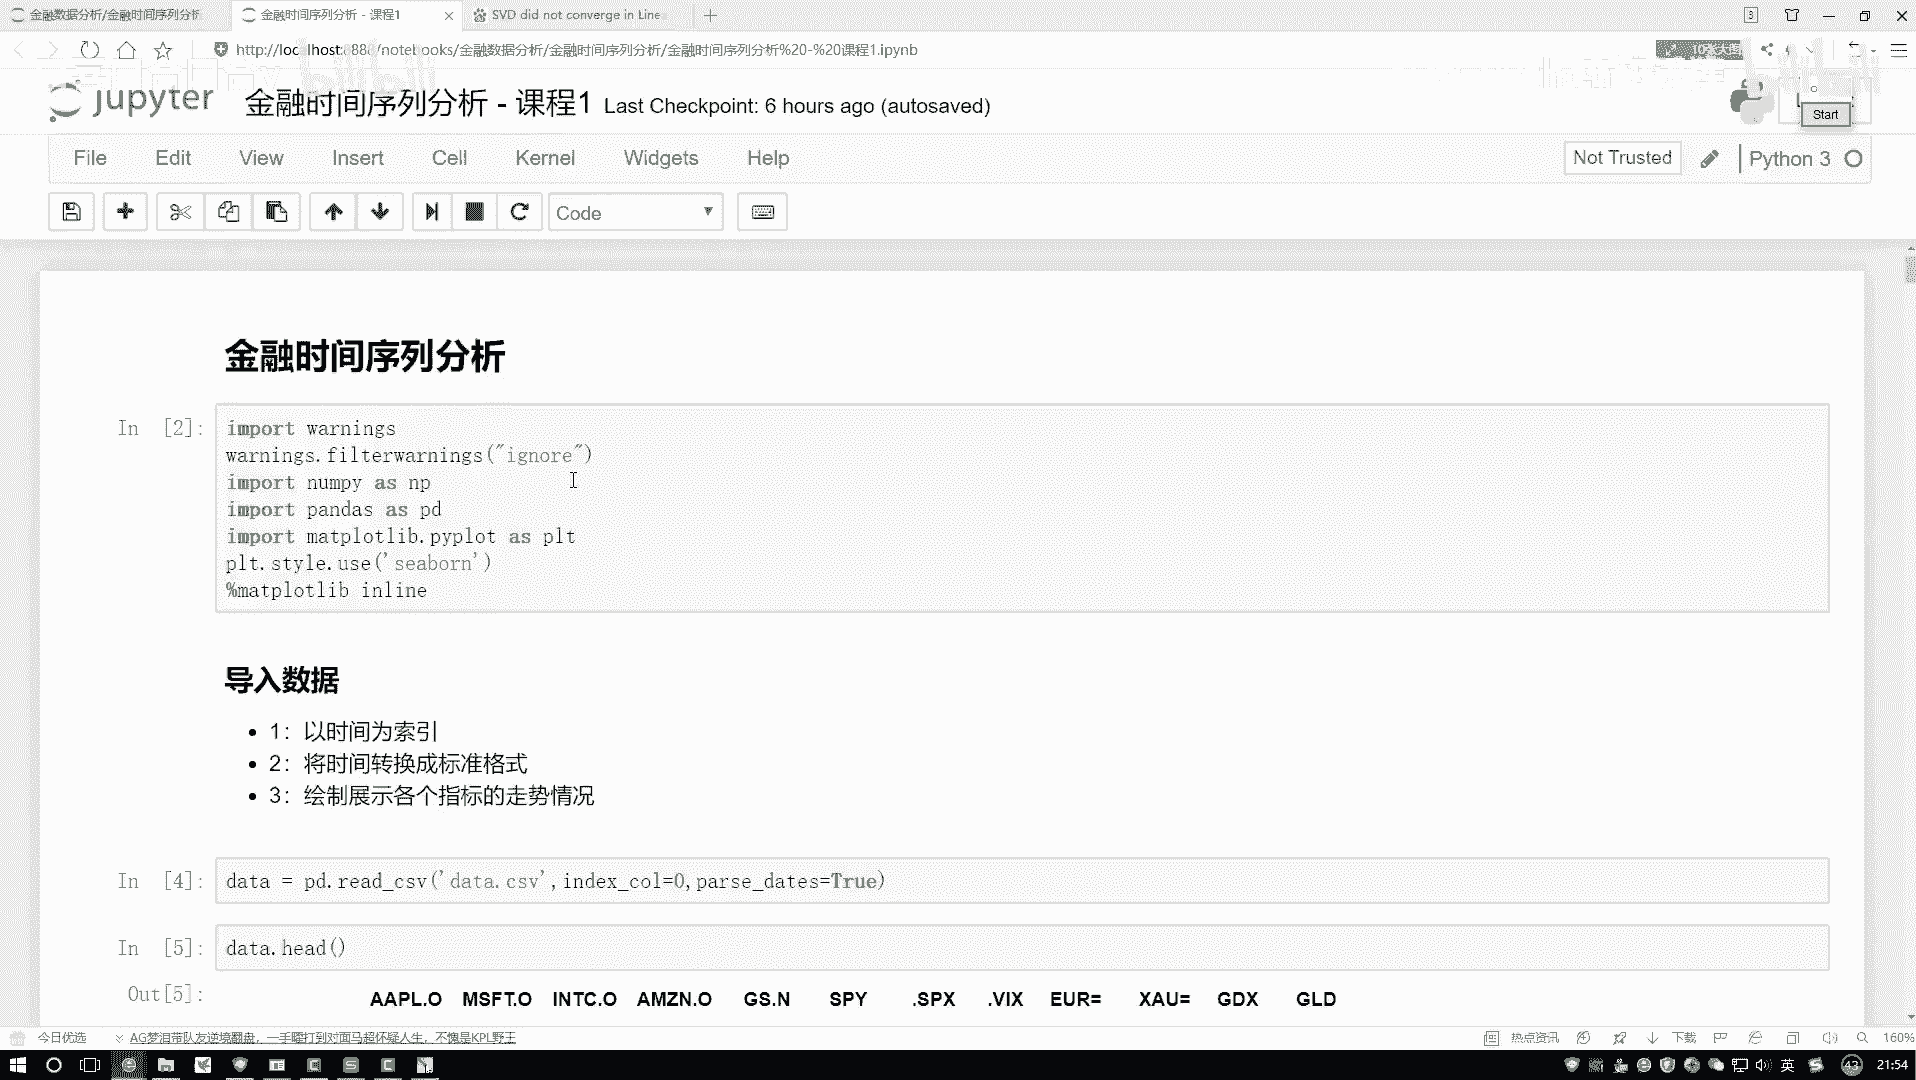 金融数据分析/金融时间序列分析
金融时间序列分析 - 课程1
SVD did not converge in Line
3
http://localhost:888/notebooks/金融数据分析/金融时间序列分析/金融时间序列分析%20-%20课程1.ipynb
10张大图
bilibili
bilibili
jupyter
金融时间序列分析 - 课程1 Last Checkpoint: 6 hours ago (autosaved)
Start
File Edit View Insert Cell Kernel Widgets Help
Not Trusted
Python 3
Code
金融时间序列分析
In [2]:
import warnings
warnings.filterwarnings("ignore")
import numpy as np
import pandas as pd
import matplotlib.pyplot as plt
plt.style.use('seaborn')
%matplotlib inline
导入数据
1：以时间为索引
2：将时间转换成标准格式
3：绘制展示各个指标的走势情况
In [4]: data = pd.read_csv('data.csv',index_col=0,parse_dates=True)
In [5]: data.head()
Out[5]:
AAPL.O MSFT.O INTC.O AMZN.O GS.N SPY .SPX .VIX EUR= XAU= GDX GLD
今日优选
AG梦泪带队友逆境翻盘，一手曜打到对面马超怀疑人生，不愧是KPL野王
热点资讯
下载
160%
英
43
21:54